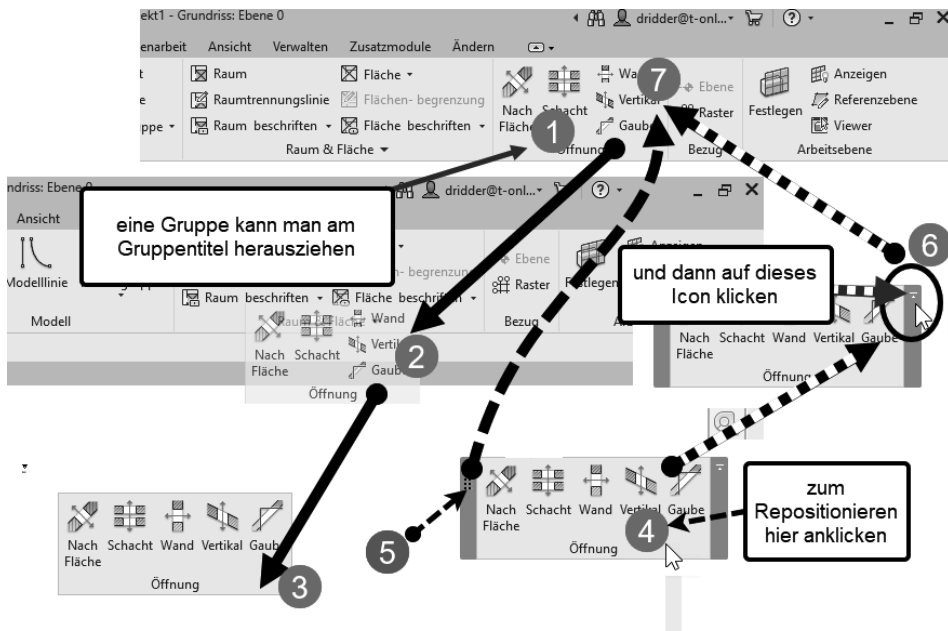 ekt1 - Grundriss: Ebene 0
dridder@t-onl...
enarbeit Ansicht Verwalten Zusatzmodule Ändern
Raum Fläche Wa Anzeigen
Raumtrennungslinie Flächen- begrenzung Vertikal Ebene Referenzebene
ppe Raum beschriften Fläche beschriften Nach Fläche Schacht Gaube Raster Festlegen Viewer
Raum & Fläche Öffnung Bezug Arbeitsebene
1
7
ndriss: Ebene 0
dridder@t-onl...
Ansicht
eine Gruppe kann man am
Gruppentitel herausziehen
6
und dann auf dieses
Icon klicken
Modelllinie
- begrenzung Ebene
Raum beschriften Fläche beschriften Raster
Modell Raum & Bezug
Wand
Nach Schacht Vertik
Fläche Gaube
Öffnung
2
Nach Schacht Wand Vertikal Gaube
Fläche
Öffnung
Nach Schacht Wand Vertikal Gaube
Fläche
Öffnung
4
5
zum
Repositionieren
hier anklicken
Nach Schacht Wand Vertikal Gaube
Fläche
Öffnung
3